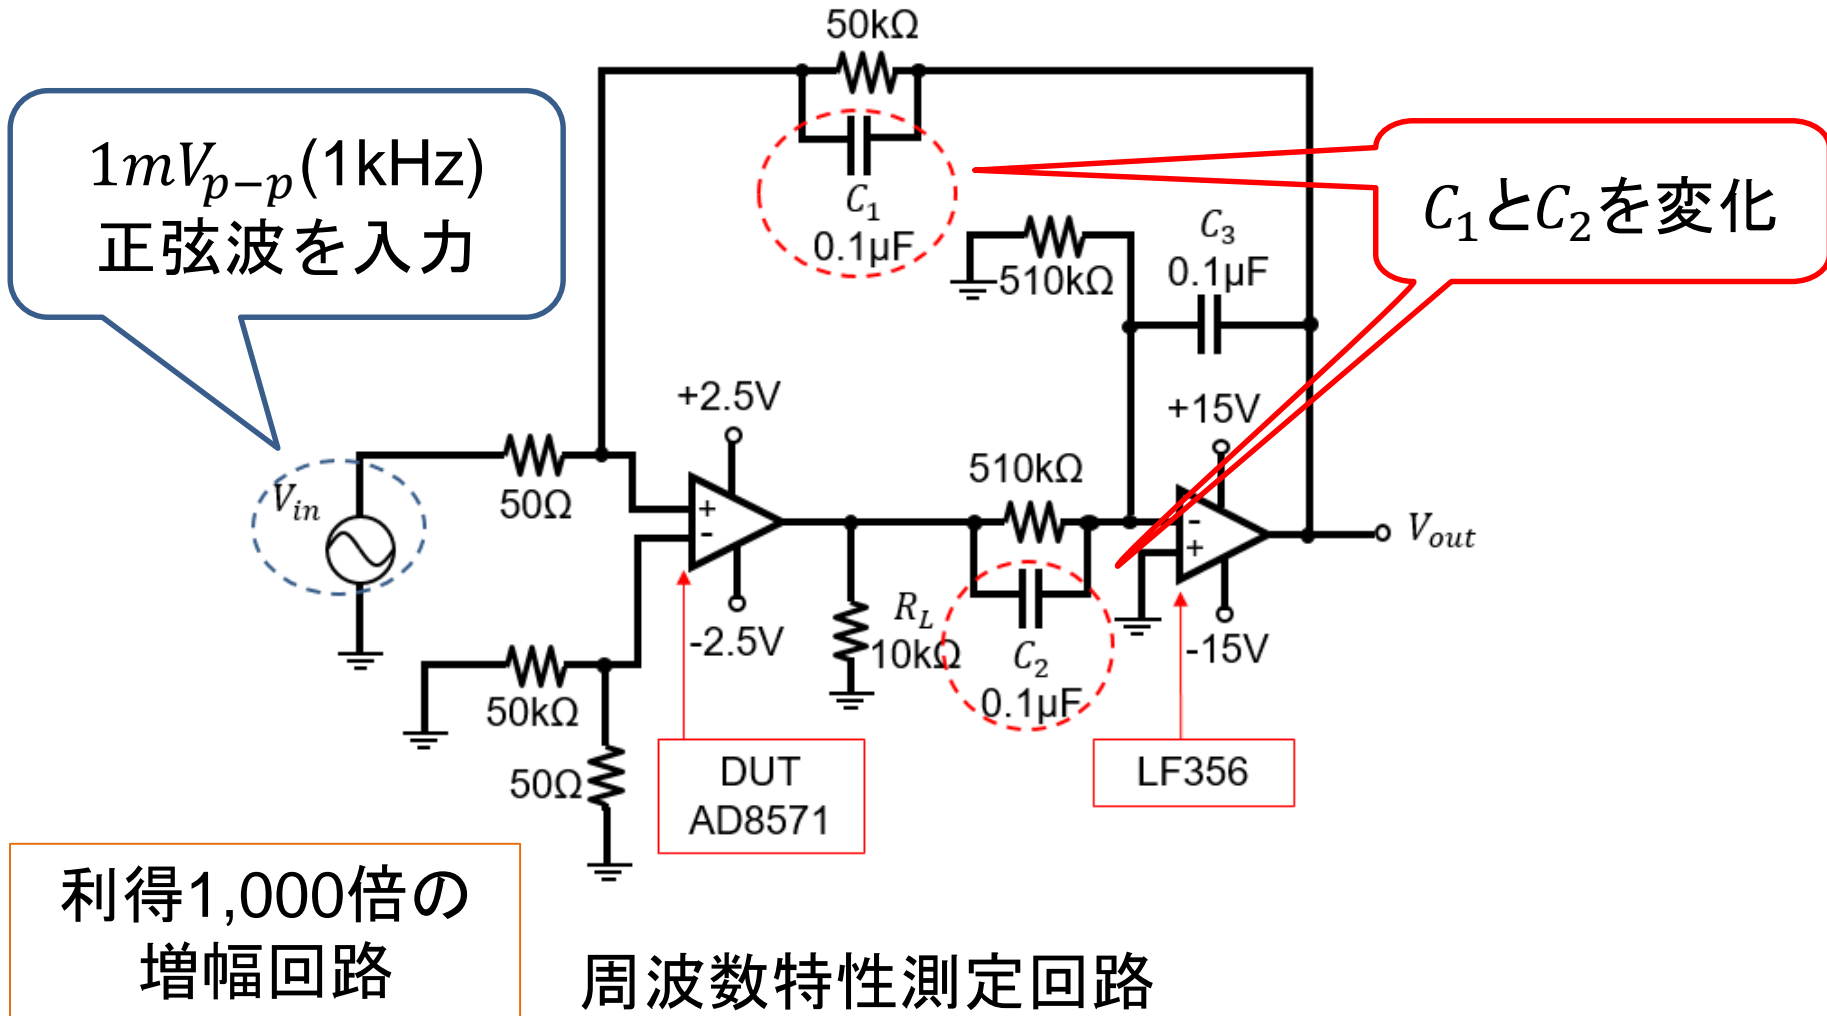 50kΩ
1mVp−p(1kHz)
正弦波を入力
C1
0.1µF
C1とC2を変化
510kΩ
C3
0.1µF
+2.5V
+15V
Vin
50Ω
+
-
510kΩ
-
+
Vout
-2.5V
RL
10kΩ
C2
0.1µF
-15V
50kΩ
50Ω
DUT
AD8571
LF356
利得1,000倍の
増幅回路
周波数特性測定回路